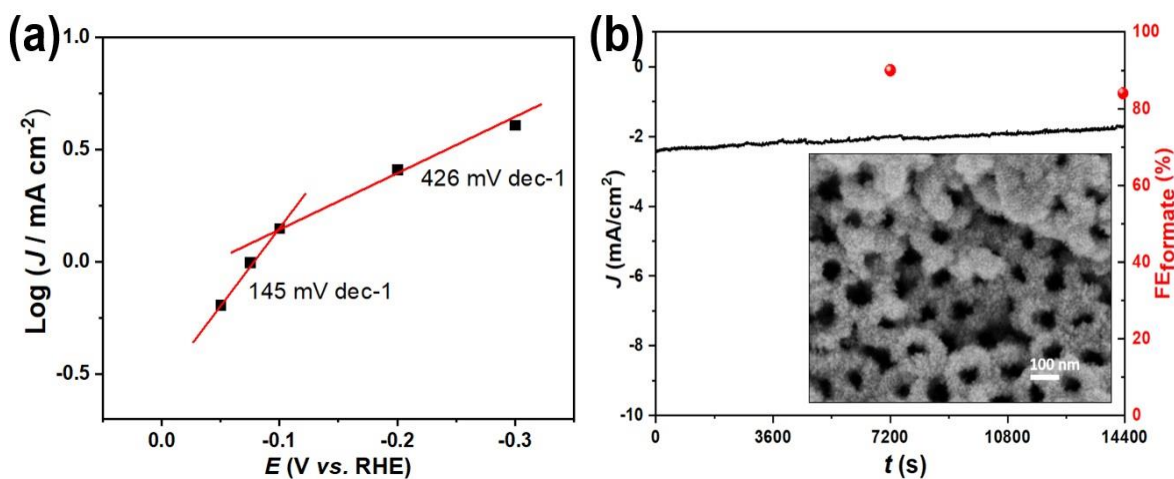 (a)
Log (J / mA cm-2)
0.5
0.0
-0.5
426 mV dec-1
145 mV dec-1
0.0 -0.1 -0.2 -0.3
E (V vs. RHE)
(b)
J (mA/cm²)
0
-2
-4
-6
-8
-10
100 nm
0 3600 7200 10800 14400
t (s)
100
80
60
40
20
0
FEformate (%)